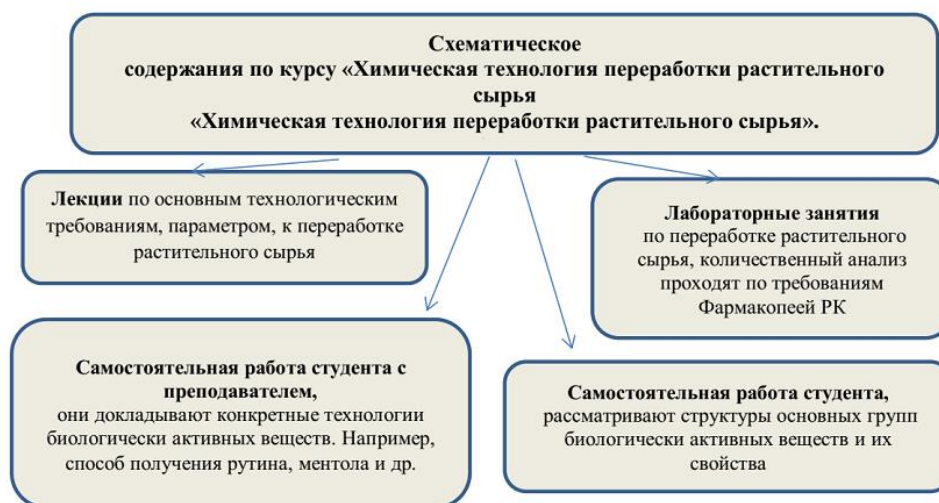 Схематическое
содержания по курсу «Химическая технология переработки растительного
сырья
«Химическая технология переработки растительного сырья».
Лекции по основным технологическим
требованиям, параметром, к переработке
растительного сырья
Лабораторные занятия
по переработке растительного
сырья, количественный анализ
проходят по требованиям
Фармакопеей РК
Самостоятельная работа студента с
преподавателем,
они докладывают конкретные технологии
биологически активных веществ. Например,
способ получения рутина, ментола и др.
Самостоятельная работа студента,
рассматривают структуры основных групп
биологически активных веществ и их
свойства